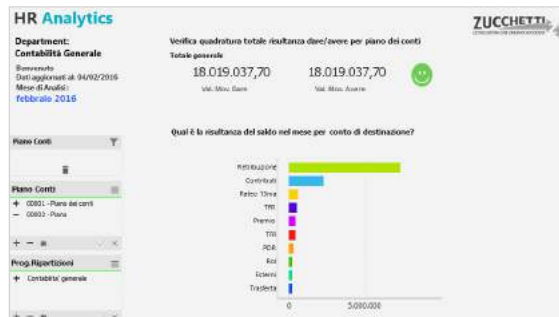 HR Analytics
ZUCCHETTI
Department:
Contabilità Generale
Benvenuto
Dati aggiornati al: 04/02/2016
Mese di Analisi:
febbraio 2016
Verifica quadratura totale risultanza dare/avere per piano dei conti
Totale generale
18.019.037,70
18.019.037,70
Val. Mov. Dare
Val. Mov. Avere
Qual è la risultanza del saldo nel mese per conto di destinazione?
Piano Conti
Piano Conti
+ 00001 - Piano dei conti
− 00002 - Piano
Prog.Ripartizioni
+ Contabilita' generale
Retribuzione
Contributi
Rateo 13ma
TFR
Premio
PDR
Rol
Esterni
Trasferta
0
5.000.000